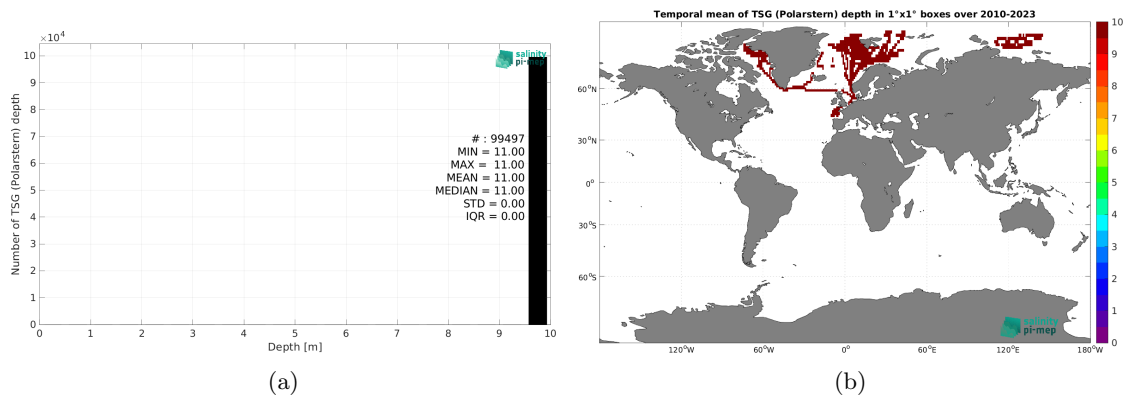 ×10⁴
10
9
8
7
6
5
4
3
2
1
0
Number of TSG (Polarstern) depth
salinity
pi-mep
# : 99497
MIN = 11.00
MAX = 11.00
MEAN = 11.00
MEDIAN = 11.00
STD = 0.00
IQR = 0.00
0 1 2 3 4 5 6 7 8 9 10
Depth [m]
(a)
Temporal mean of TSG (Polarstern) depth in 1°x1° boxes over 2010-2023
60°N
30°N
0°
30°S
60°S
120°W 60°W 0° 60°E 120°E 180°W
salinity
pi-mep
10
9
8
7
6
5
4
3
2
1
0
(b)